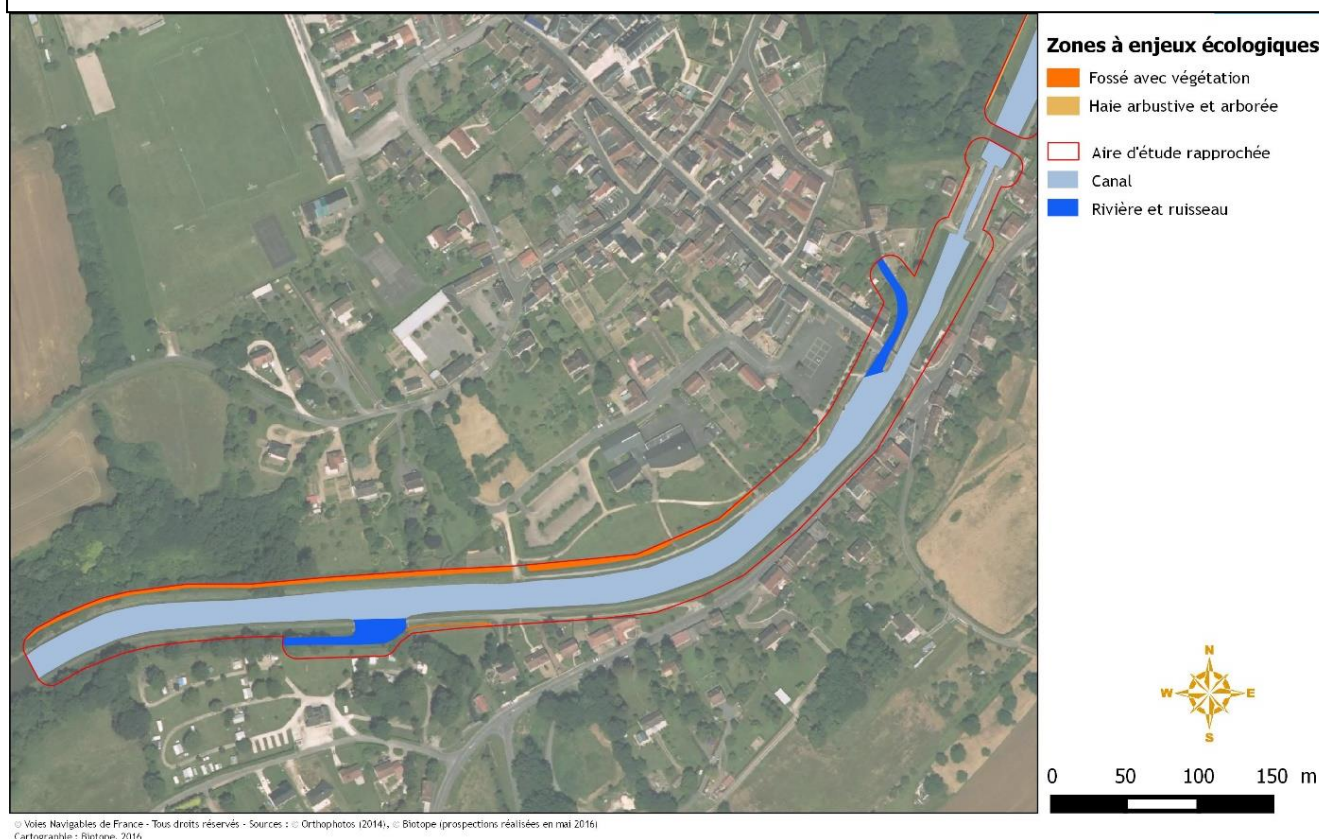 Zones à enjeux écologiques
Fossé avec végétation
Haie arbustive et arborée
Aire d'étude rapprochée
Canal
Rivière et ruisseau
N
W E
S
0 50 100 150 m
© Voies Navigables de France - Tous droits réservés - Sources : © Orthophotos (2014), © Biotope (prospections réalisées en mai 2016)
Cartographie : Biotope, 2016